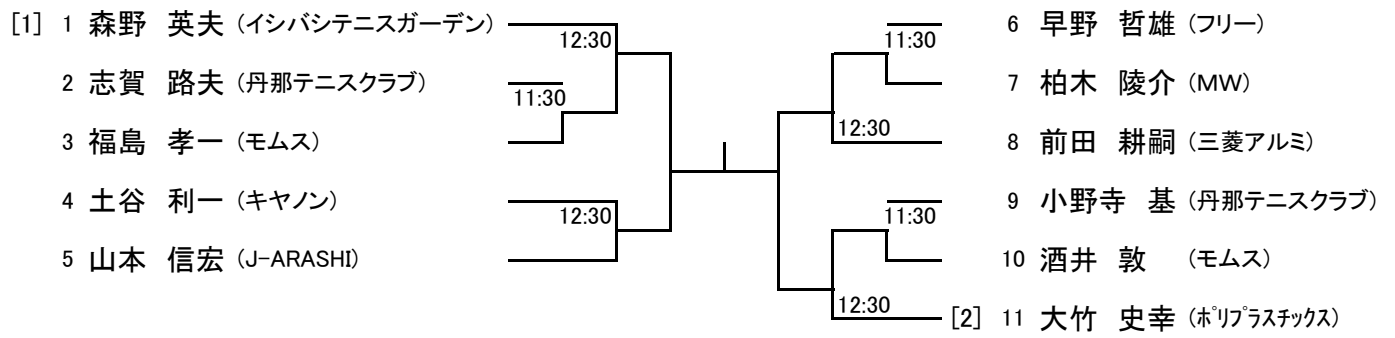 [1] 1 森野 英夫 (イシバシテニスガーデン)
12:30
2 志賀 路夫 (丹那テニスクラブ)
11:30
3 福島 孝一 (モムス)
4 土谷 利一 (キヤノン)
12:30
5 山本 信宏 (J-ARASHI)
6 早野 哲雄 (フリー)
11:30
7 柏木 陵介 (MW)
12:30
8 前田 耕嗣 (三菱アルミ)
9 小野寺 基 (丹那テニスクラブ)
11:30
10 酒井 敦 (モムス)
12:30
[2] 11 大竹 史幸 (ﾎﾟﾘﾌﾟﾗｽﾁｯｸｽ)